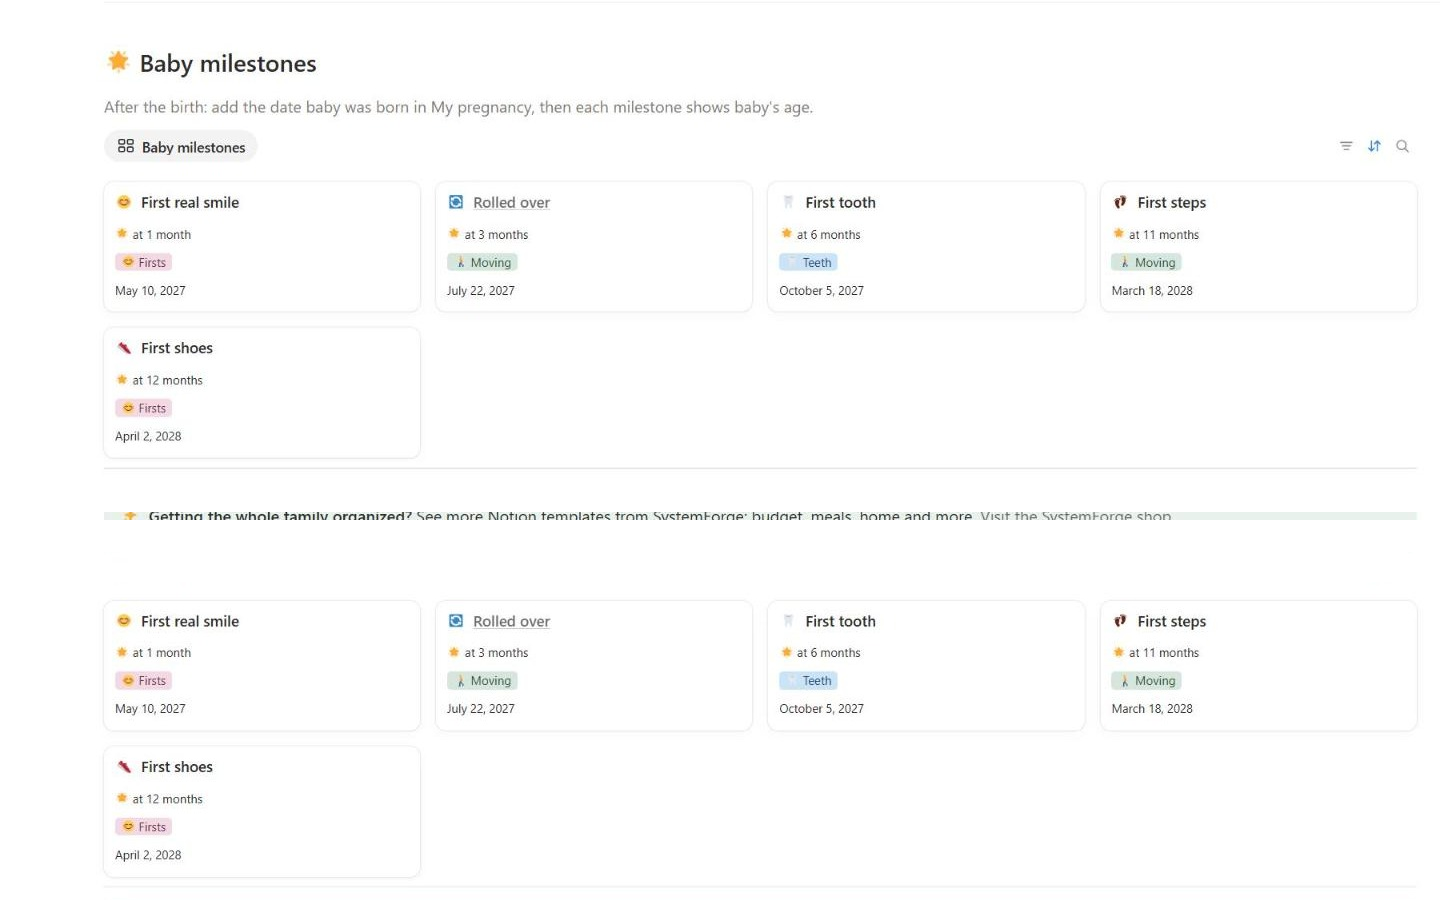 Baby milestones
After the birth: add the date baby was born in My pregnancy, then each milestone shows baby's age.
Baby milestones
First real smile
at 1 month
Firsts
May 10, 2027
Rolled over
at 3 months
Moving
July 22, 2027
First tooth
at 6 months
Teeth
October 5, 2027
First steps
at 11 months
Moving
March 18, 2028
First shoes
at 12 months
Firsts
April 2, 2028
Getting the whole family organized? See more Notion templates from SystemForge: budget, meals, home and more. Visit the SystemForge shop
First real smile
at 1 month
Firsts
May 10, 2027
Rolled over
at 3 months
Moving
July 22, 2027
First tooth
at 6 months
Teeth
October 5, 2027
First steps
at 11 months
Moving
March 18, 2028
First shoes
at 12 months
Firsts
April 2, 2028